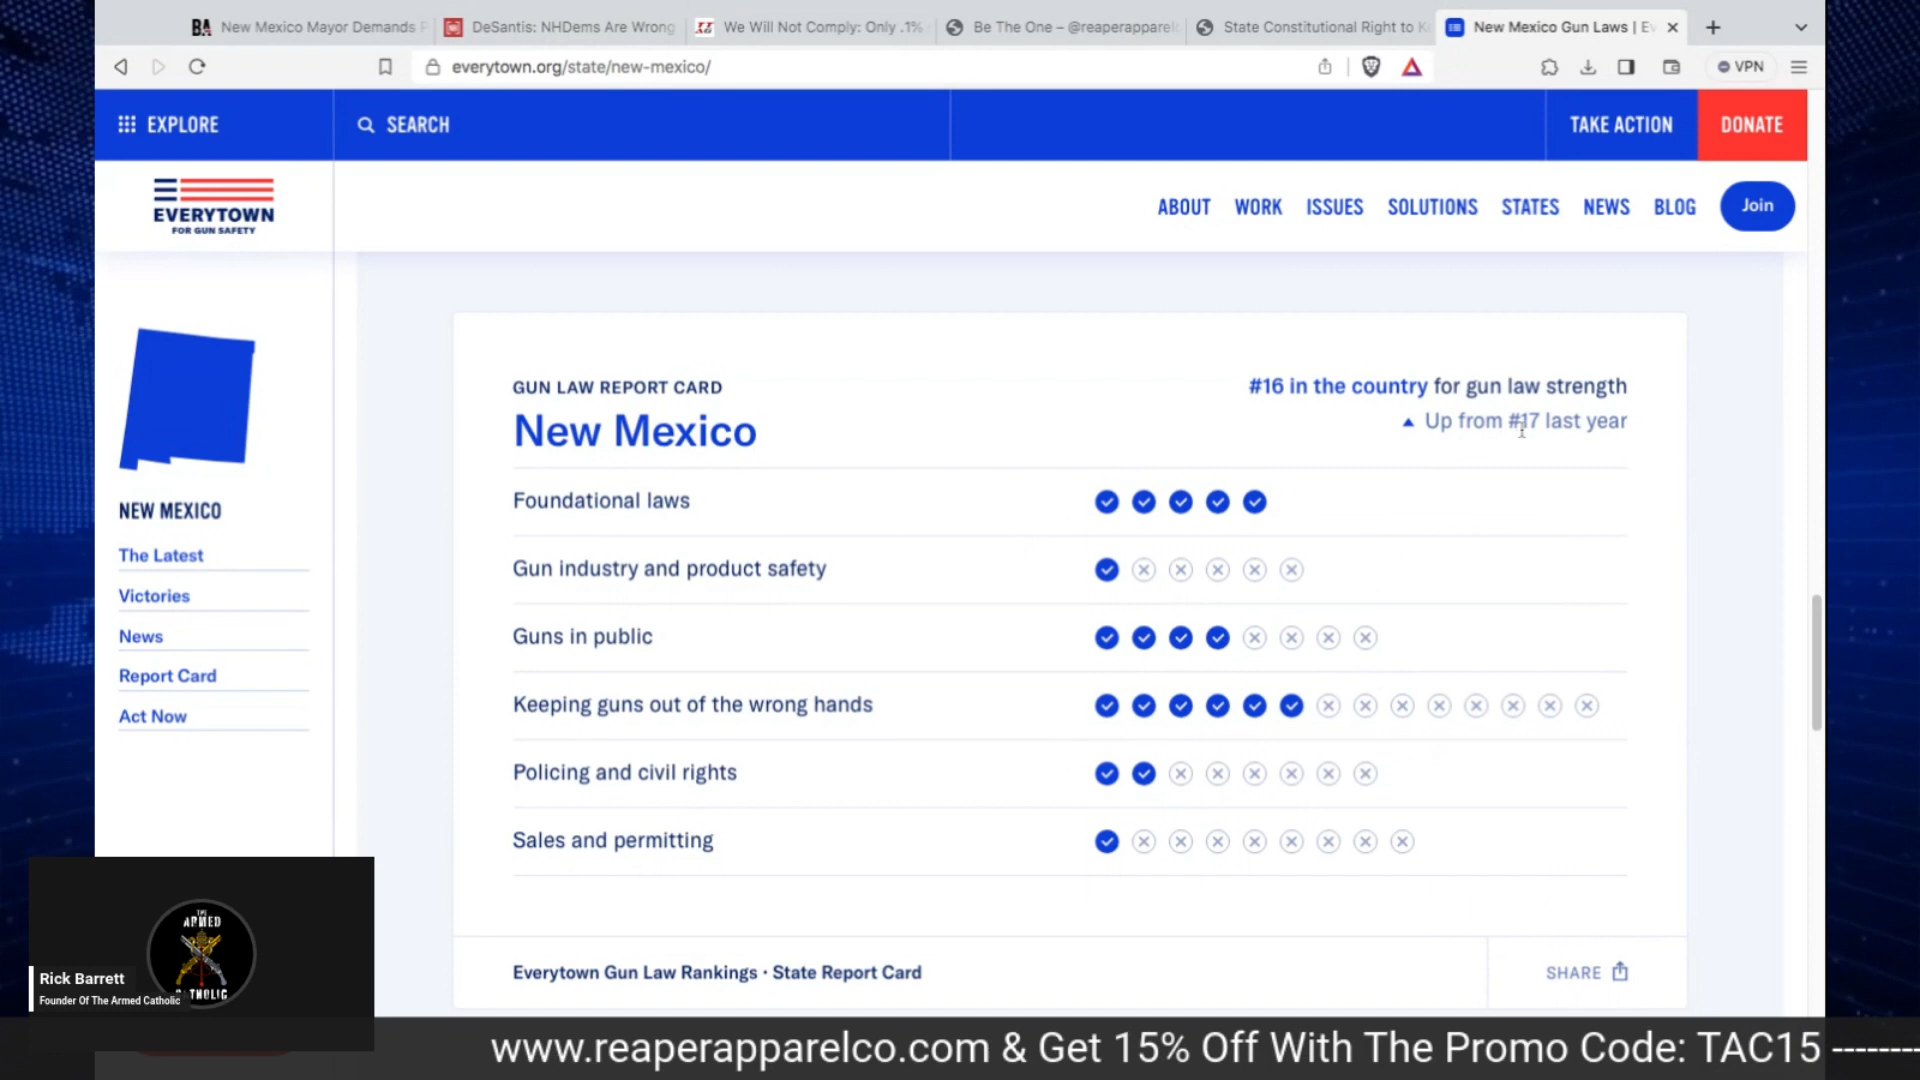 New Mexico Mayor Demands
DeSantis: NHDems Are Wrong
We Will Not Comply: Only .1%
Be The One – @reaperapparel
State Constitutional Right to K
New Mexico Gun Laws | Ev
everytown.org/state/new-mexico/
VPN
EXPLORE
SEARCH
TAKE ACTION
DONATE
EVERYTOWN
FOR GUN SAFETY
ABOUT
WORK
ISSUES
SOLUTIONS
STATES
NEWS
BLOG
Join
NEW MEXICO
The Latest
Victories
News
Report Card
Act Now
GUN LAW REPORT CARD
New Mexico
#16 in the country for gun law strength
Up from #17 last year
Foundational laws
Gun industry and product safety
Guns in public
Keeping guns out of the wrong hands
Policing and civil rights
Sales and permitting
Everytown Gun Law Rankings · State Report Card
SHARE
THE
ARMED
Rick Barrett
Founder Of The Armed Catholic
www.reaperapparelco.com & Get 15% Off With The Promo Code: TAC15 --------